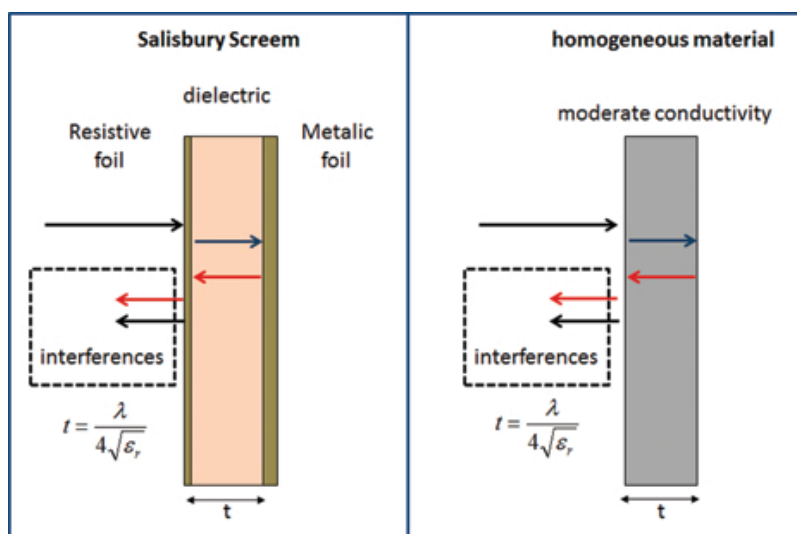 Salisbury Screem
dielectric
Resistive
foil
Metalic
foil
interferences
t = λ / 4√εr
t
homogeneous material
moderate conductivity
interferences
t = λ / 4√εr
t